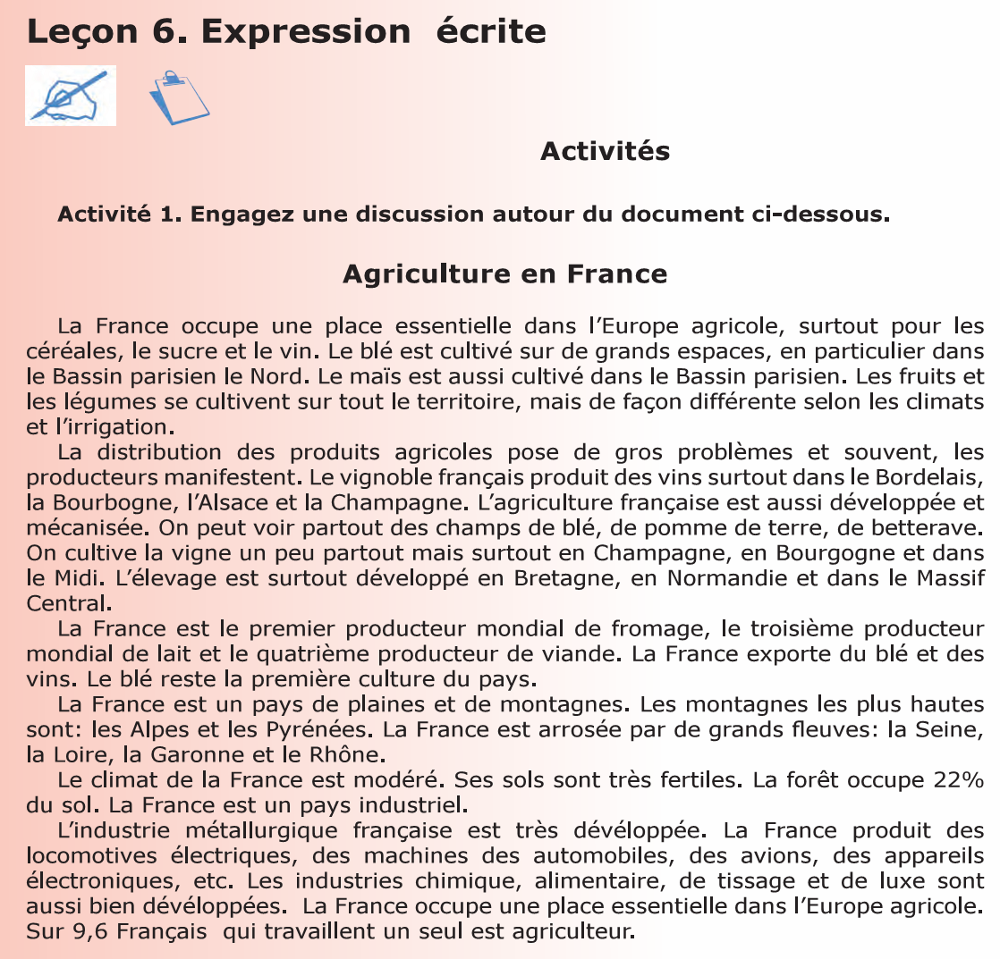 Leçon 6. Expression écrite
Activités
Activité 1. Engagez une discussion autour du document ci-dessous.
Agriculture en France
La France occupe une place essentielle dans l’Europe agricole, surtout pour les
céréales, le sucre et le vin. Le blé est cultivé sur de grands espaces, en particulier dans
le Bassin parisien le Nord. Le maïs est aussi cultivé dans le Bassin parisien. Les fruits et
les légumes se cultivent sur tout le territoire, mais de façon différente selon les climats
et l’irrigation.
La distribution des produits agricoles pose de gros problèmes et souvent, les
producteurs manifestent. Le vignoble français produit des vins surtout dans le Bordelais,
la Bourbogne, l’Alsace et la Champagne. L’agriculture française est aussi développée et
mécanisée. On peut voir partout des champs de blé, de pomme de terre, de betterave.
On cultive la vigne un peu partout mais surtout en Champagne, en Bourgogne et dans
le Midi. L’élevage est surtout développé en Bretagne, en Normandie et dans le Massif
Central.
La France est le premier producteur mondial de fromage, le troisième producteur
mondial de lait et le quatrième producteur de viande. La France exporte du blé et des
vins. Le blé reste la première culture du pays.
La France est un pays de plaines et de montagnes. Les montagnes les plus hautes
sont: les Alpes et les Pyrénées. La France est arrosée par de grands fleuves: la Seine,
la Loire, la Garonne et le Rhône.
Le climat de la France est modéré. Ses sols sont très fertiles. La forêt occupe 22%
du sol. La France est un pays industriel.
L’industrie métallurgique française est très dévéloppée. La France produit des
locomotives électriques, des machines des automobiles, des avions, des appareils
électroniques, etc. Les industries chimique, alimentaire, de tissage et de luxe sont
aussi bien dévéloppées. La France occupe une place essentielle dans l’Europe agricole.
Sur 9,6 Français qui travaillent un seul est agriculteur.